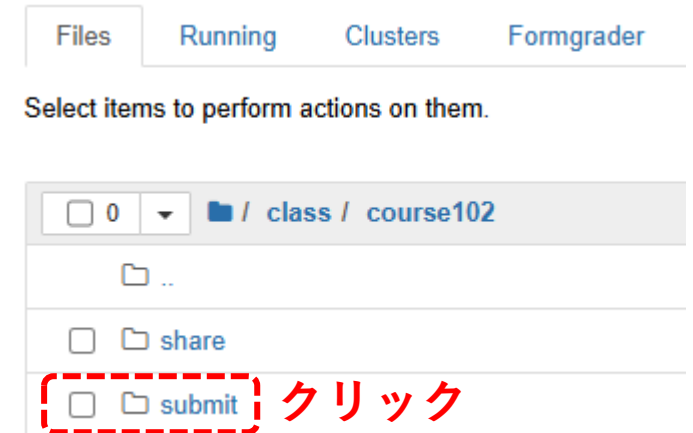 Files Running Clusters Formgrader
Select items to perform actions on them.
0 / class / course102
..
share
submit クリック